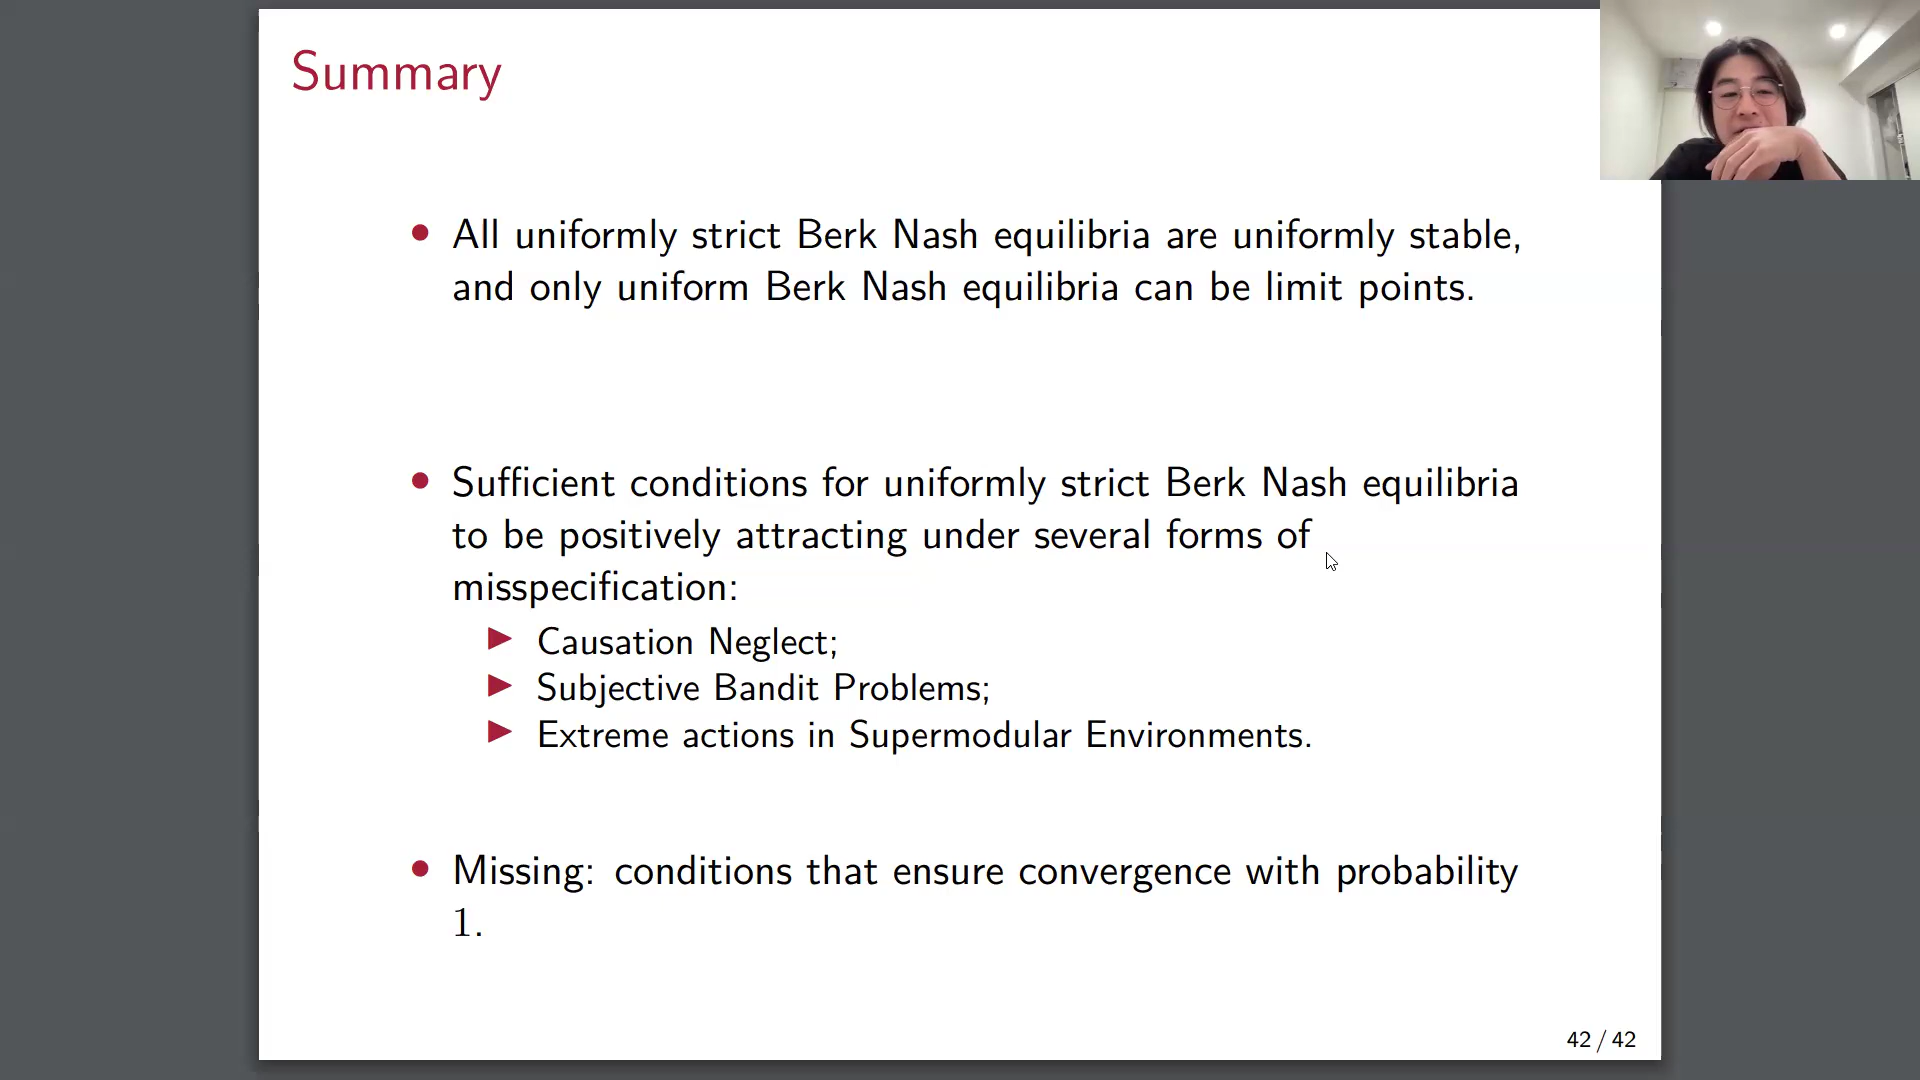 Summary
• All uniformly strict Berk Nash equilibria are uniformly stable,
and only uniform Berk Nash equilibria can be limit points.
• Sufficient conditions for uniformly strict Berk Nash equilibria
to be positively attracting under several forms of
misspecification:
▶ Causation Neglect;
▶ Subjective Bandit Problems;
▶ Extreme actions in Supermodular Environments.
• Missing: conditions that ensure convergence with probability
1.
42 / 42